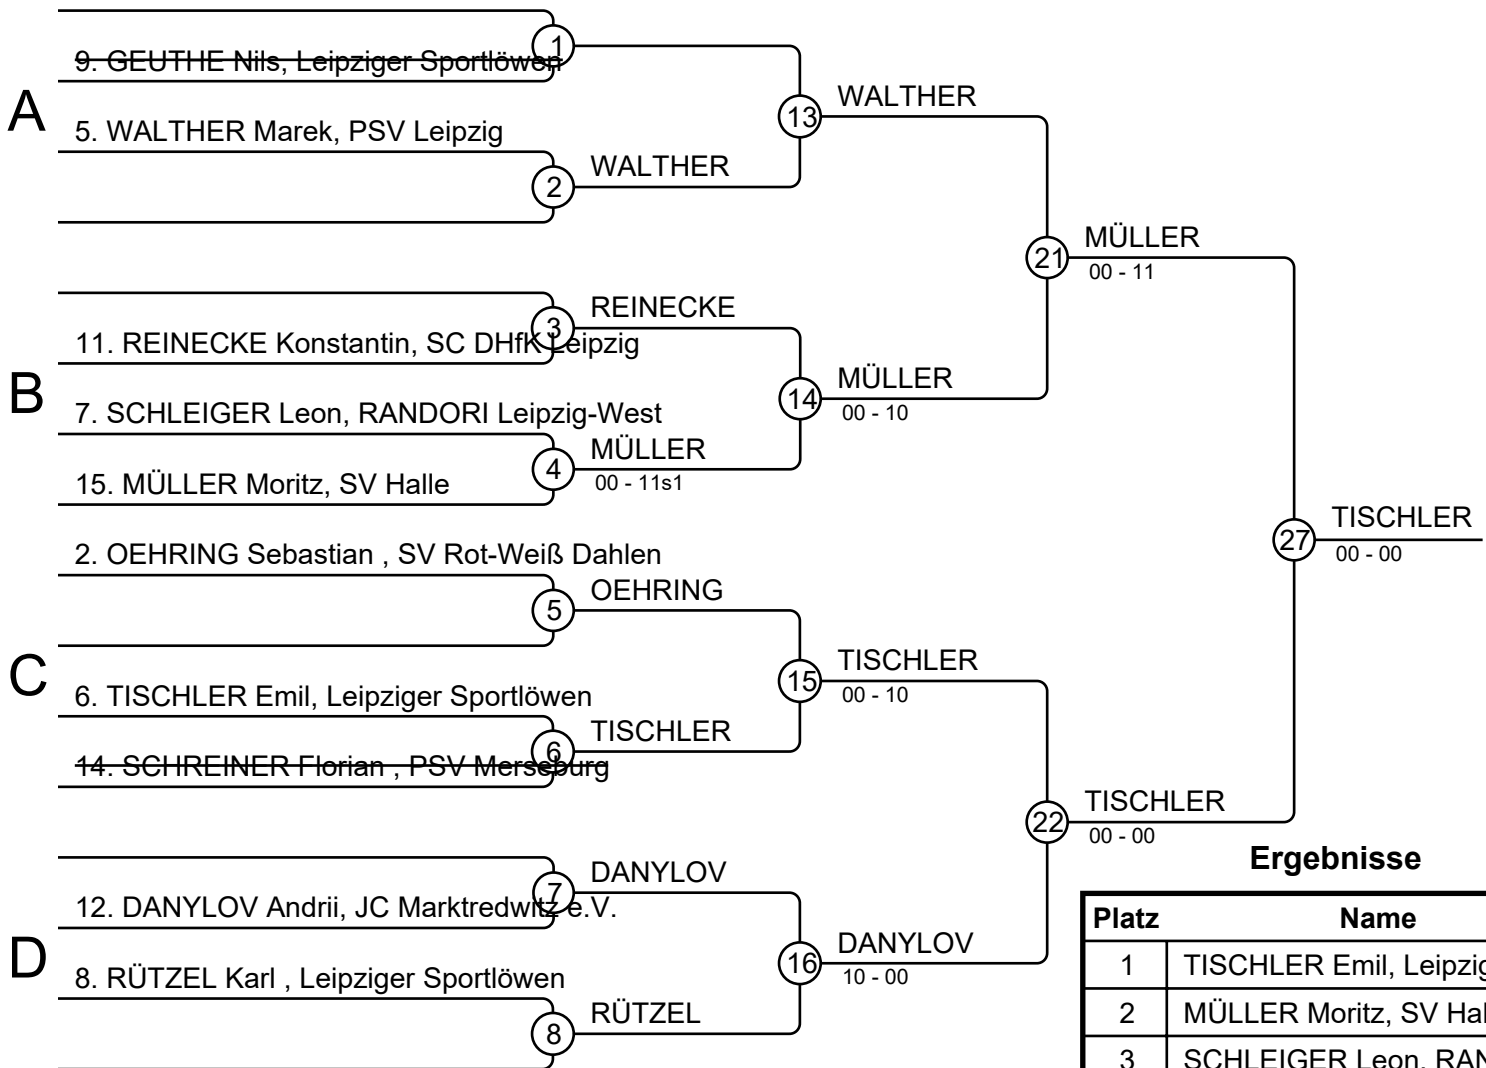 A
9. GEUTHE Nils, Leipziger Sportlöwen
1
5. WALTHER Marek, PSV Leipzig
2
WALTHER
13
WALTHER
B
11. REINECKE Konstantin, SC DHfK Leipzig
3
REINECKE
7. SCHLEIGER Leon, RANDORI Leipzig-West
15. MÜLLER Moritz, SV Halle
4
MÜLLER
00 - 11s1
14
MÜLLER
00 - 10
21
MÜLLER
00 - 11
C
2. OEHRING Sebastian , SV Rot-Weiß Dahlen
5
OEHRING
6. TISCHLER Emil, Leipziger Sportlöwen
14. SCHREINER Florian , PSV Merseburg
6
TISCHLER
15
TISCHLER
00 - 10
D
12. DANYLOV Andrii, JC Marktredwitz e.V.
7
DANYLOV
8. RÜTZEL Karl , Leipziger Sportlöwen
8
RÜTZEL
16
DANYLOV
10 - 00
22
TISCHLER
00 - 00
27
TISCHLER
00 - 00
Ergebnisse
Platz Name
1 TISCHLER Emil,
2 MÜLLER Moritz, SV
3 SCHLEIGER Leon,